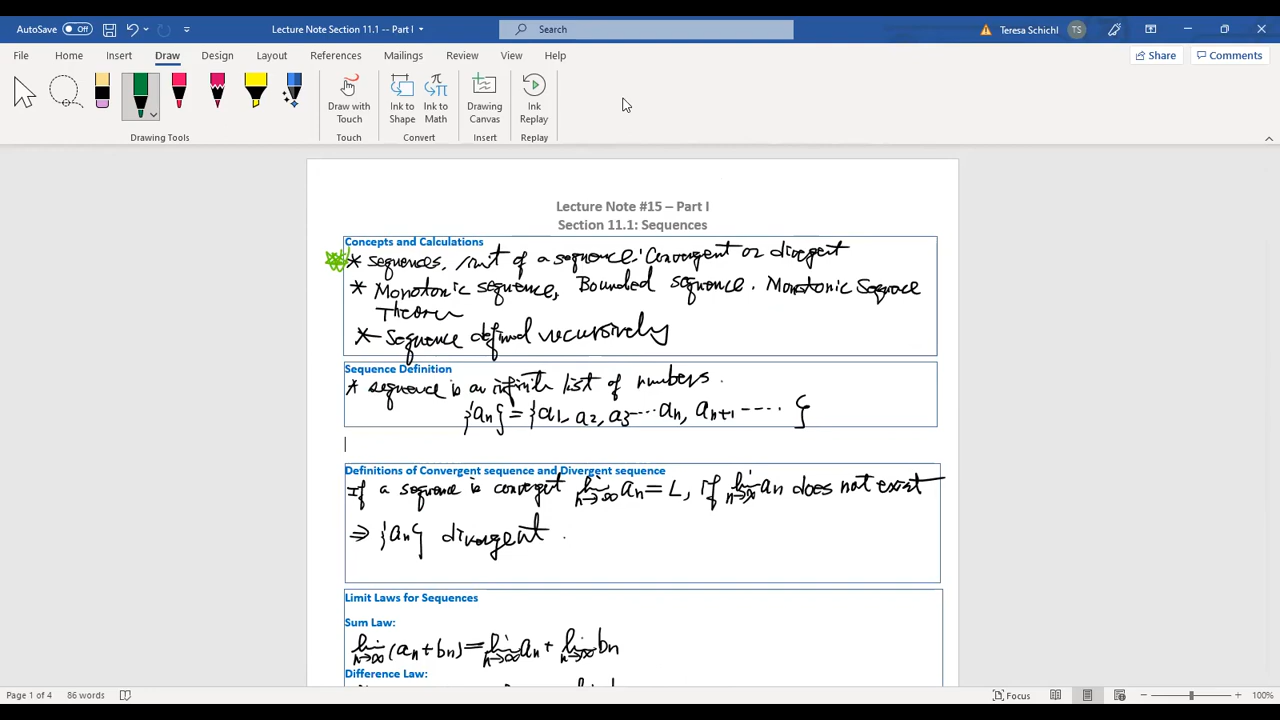 AutoSave Off Lecture Note Section 11.1 -- Part I Search Teresa Schichl TS
File Home Insert Draw Design Layout References Mailings Review View Help Share Comments
Draw with Touch Ink to Shape Ink to Math Drawing Canvas Ink Replay
Drawing Tools Touch Convert Insert Replay
Lecture Note #15 – Part I
Section 11.1: Sequences
Concepts and Calculations
* sequences, limit of a sequence: Convergent or divergent
* Monotonic sequence, Bounded sequence. Monotonic Sequence
Theorem
* Sequence defined recursively
Sequence Definition
* sequence is an infinite list of numbers.
{an} = {a1, a2, a3 ... an, an+1 .... }
Definitions of Convergent sequence and Divergent sequence
If a sequence is convergent lim n→∞ an = L, if lim n→∞ an does not exist
⇒ {an} divergent.
Limit Laws for Sequences
Sum Law:
lim n→∞ (an + bn) = lim n→∞ an + lim n→∞ bn
Difference Law:
Page 1 of 4 86 words Focus 100%